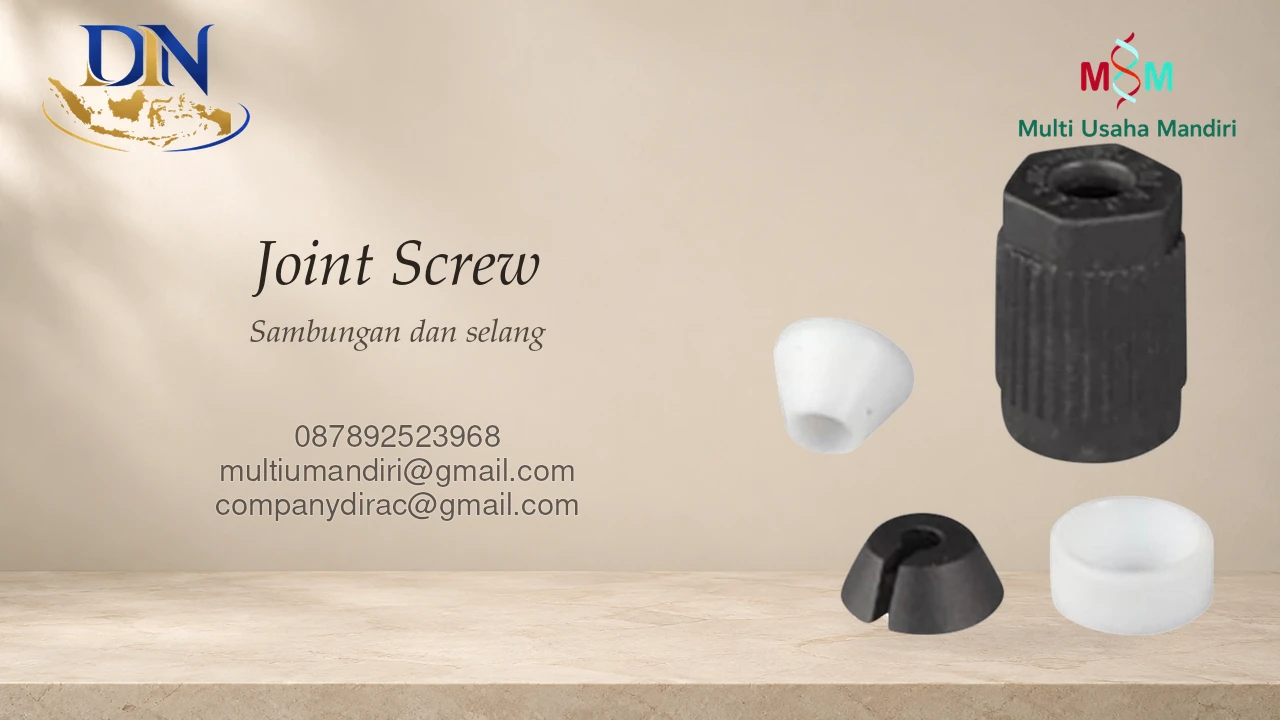 DN
M M
Multi Usaha Mandiri
Joint Screw
Sambungan dan selang
087892523968
multiumandiri@gmail.com
companydirac@gmail.com